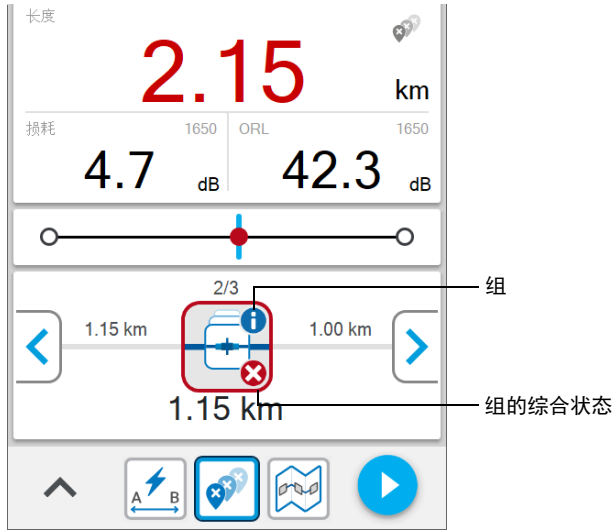 长度
2.15 km
损耗 1650 ORL 1650
4.7 dB 42.3 dB
2/3
组
1.15 km 1.00 km
1.15 km
组的综合状态
A B